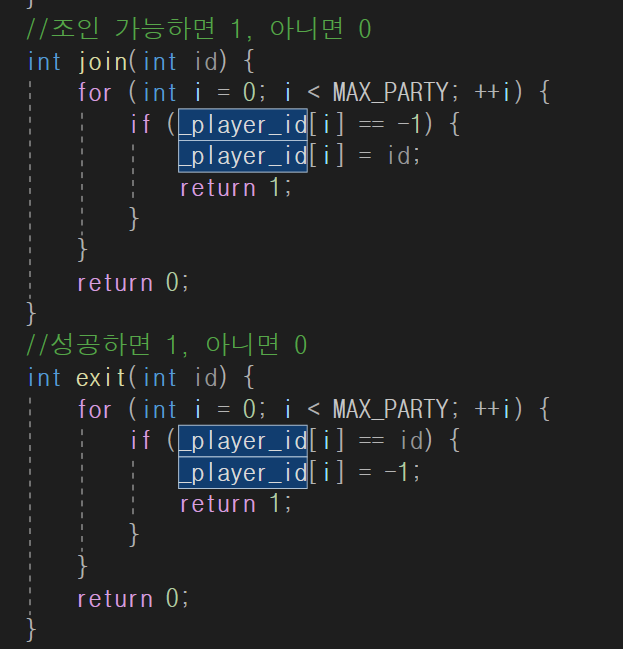 }
//조인 가능하면 1, 아니면 0
int join(int id) {
for (int i = 0; i < MAX_PARTY; ++i) {
if (_player_id[i] == -1) {
_player_id[i] = id;
return 1;
}
}
return 0;
}
//성공하면 1, 아니면 0
int exit(int id) {
for (int i = 0; i < MAX_PARTY; ++i) {
if (_player_id[i] == id) {
_player_id[i] = -1;
return 1;
}
}
return 0;
}